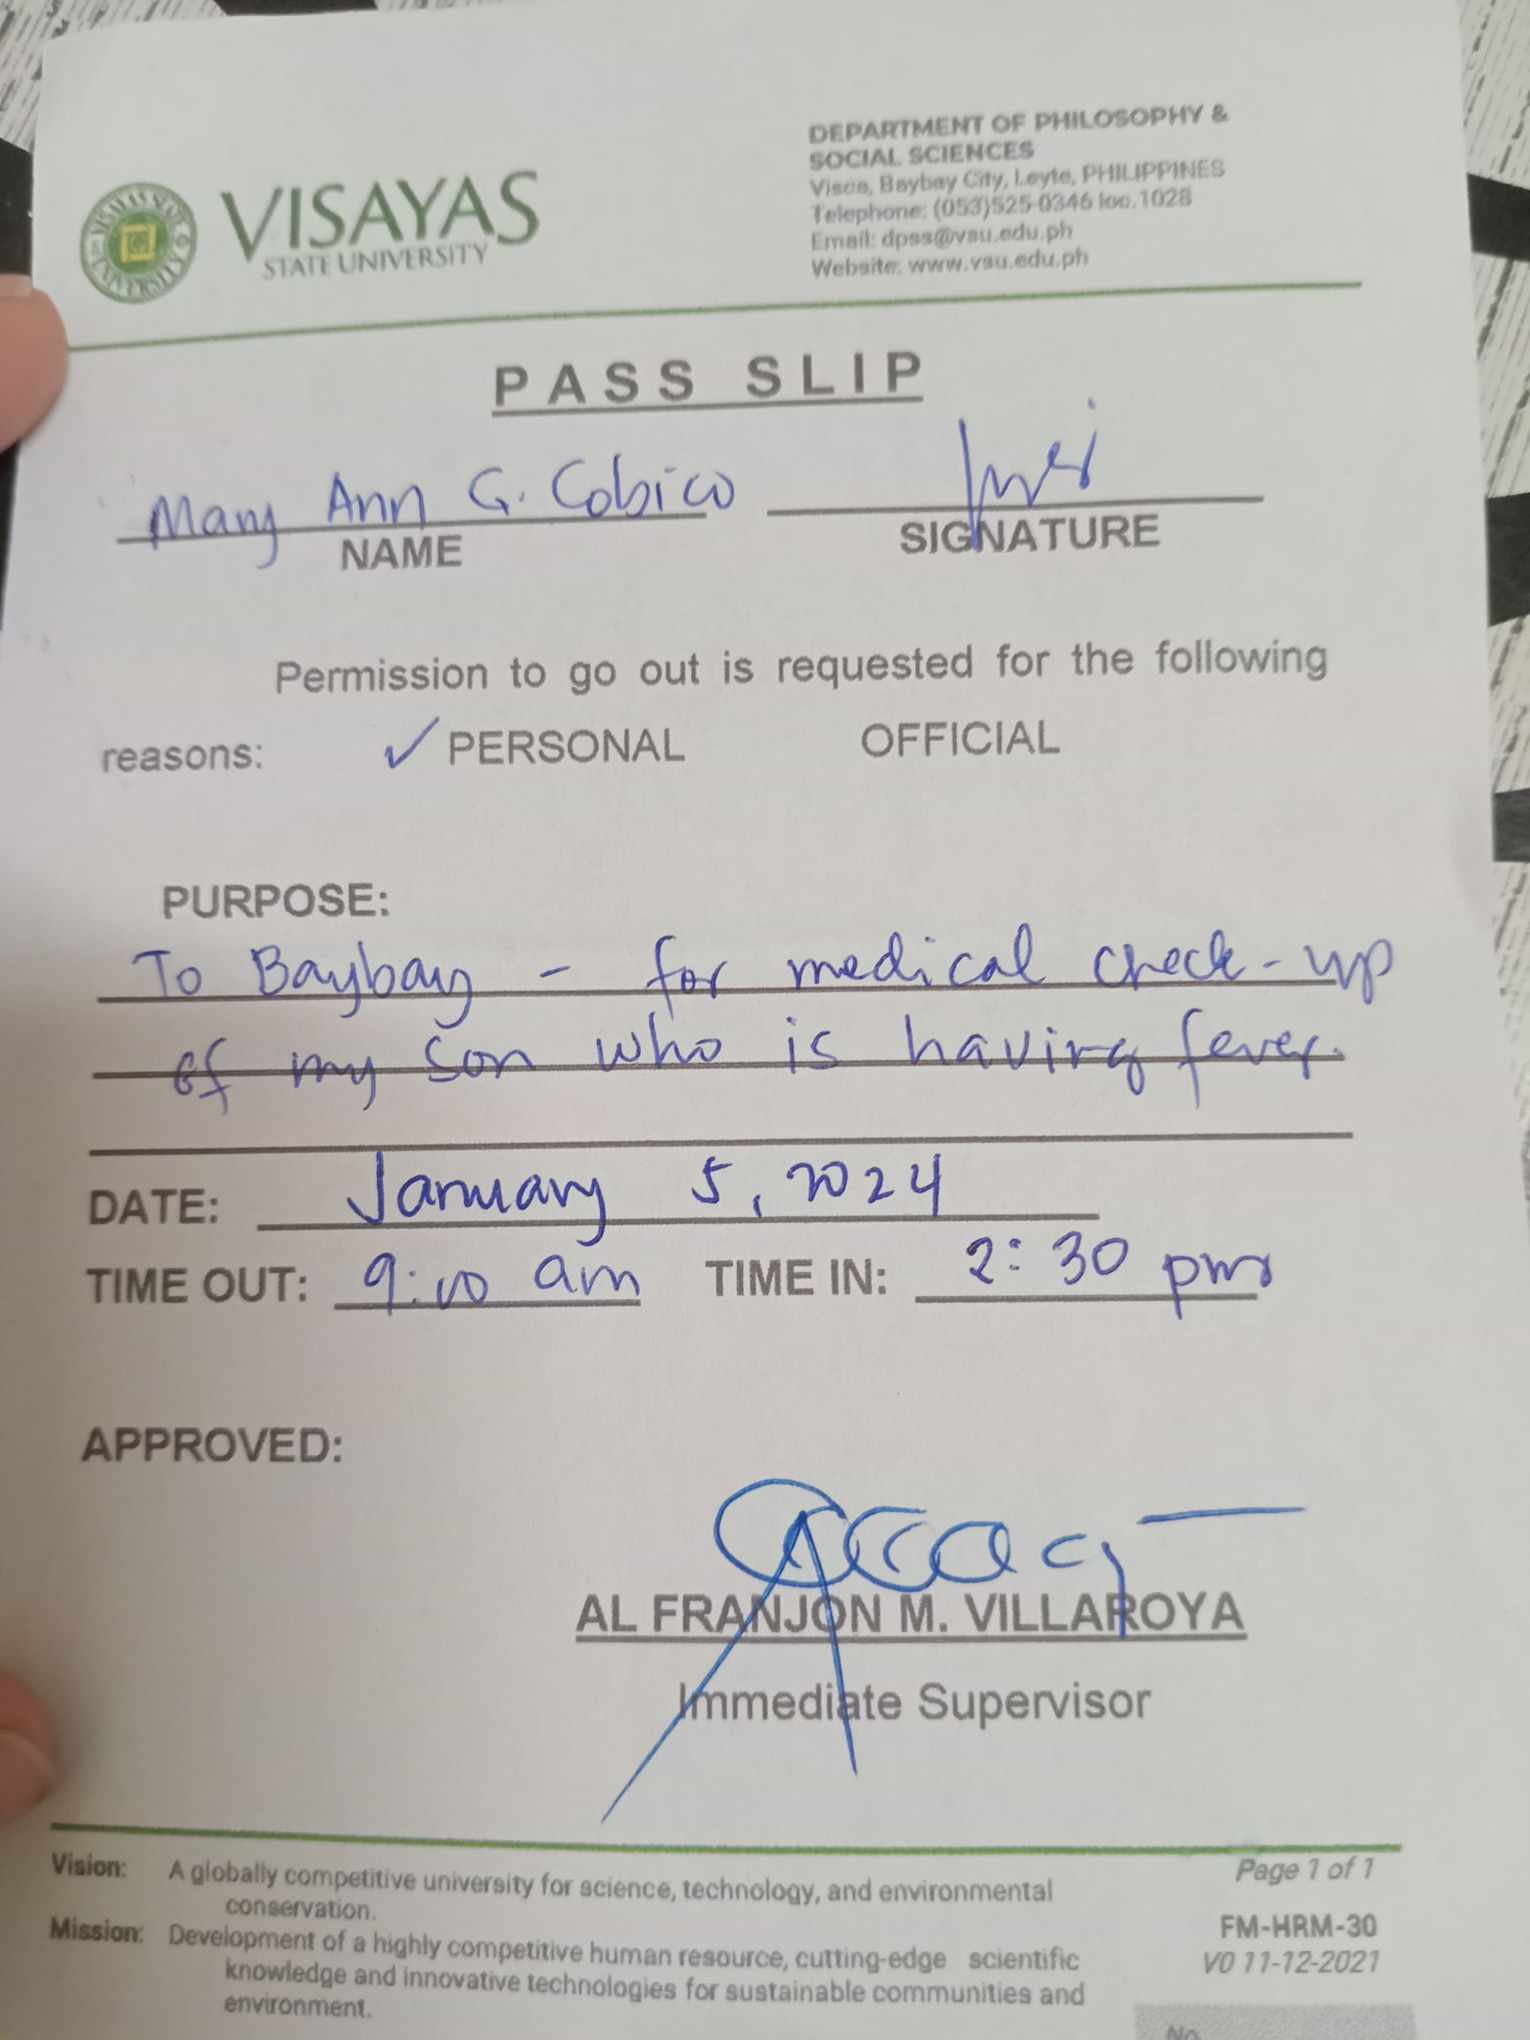 VISAYAS
STATE UNIVERSITY
DEPARTMENT OF PHILOSOPHY &
SOCIAL SCIENCES
Visca, Baybay City, Leyte, PHILIPPINES
Telephone: (053)525-0346 loc.1028
Email: dpss@vsu.edu.ph
Website: www.vsu.edu.ph
PASS SLIP
Mary Ann G. Cobico
NAME
SIGNATURE
Permission to go out is requested for the following
reasons: ✓ PERSONAL OFFICIAL
PURPOSE:
To Baybay - for medical check-up
of my son who is having fever.
DATE: January 5, 2024
TIME OUT: 9:00 am TIME IN: 2:30 pm
APPROVED:
AL FRANJON M. VILLAROYA
Immediate Supervisor
Vision: A globally competitive university for science, technology, and environmental
conservation.
Mission: Development of a highly competitive human resource, cutting-edge scientific
knowledge and innovative technologies for sustainable communities and
environment.
Page 1 of 1
FM-HRM-30
V0 11-12-2021
No.